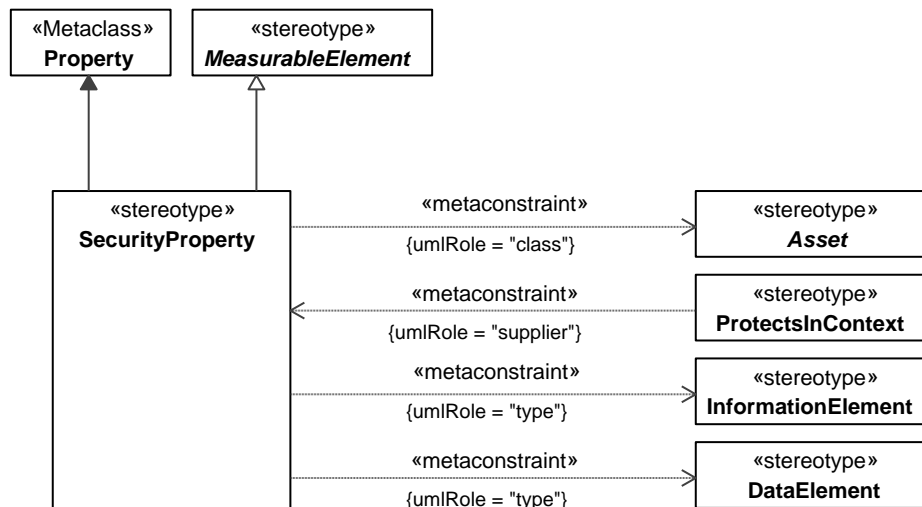 «Metaclass»
Property
«stereotype»
MeasurableElement
«stereotype»
SecurityProperty
«metaconstraint»
{umlRole = "class"}
«stereotype»
Asset
«metaconstraint»
{umlRole = "supplier"}
«stereotype»
ProtectsInContext
«metaconstraint»
{umlRole = "type"}
«stereotype»
InformationElement
«metaconstraint»
{umlRole = "type"}
«stereotype»
DataElement